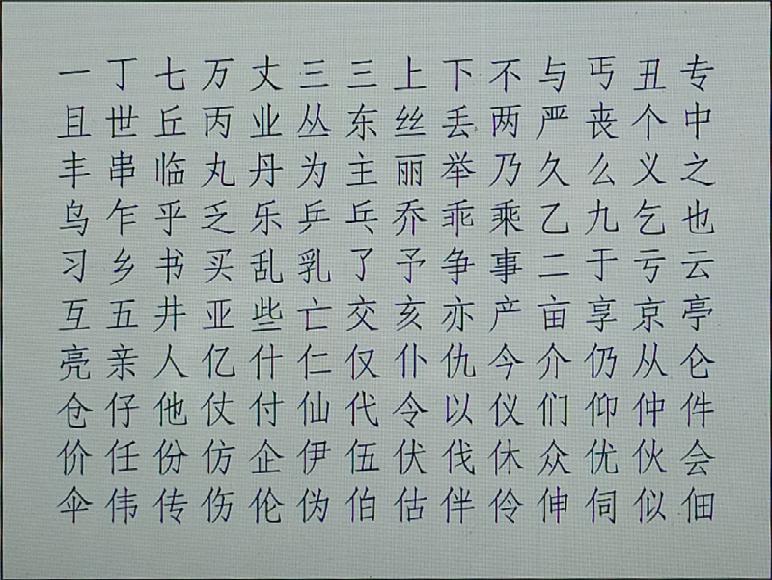 一丁七万丈三三上下不与丐丑专
且世丘丙业丛东丝丢两严丧个中
丰串临丸丹为主丽举乃久么义之
乌乍乎乏乐乒乓乔乖乘乙九乞也
习乡书买乱乳了予争事二于亏云
互五井亚些亡交亥亦产亩享京亭
亮亲人亿什仁仅仆仇今介仍从仑
仓仔他仗付仙代令以仪们仰仲件
价任份仿企伊伍伏伐休众优伙会
伞伟传伤伦伪伯估伴伶伸伺似佃